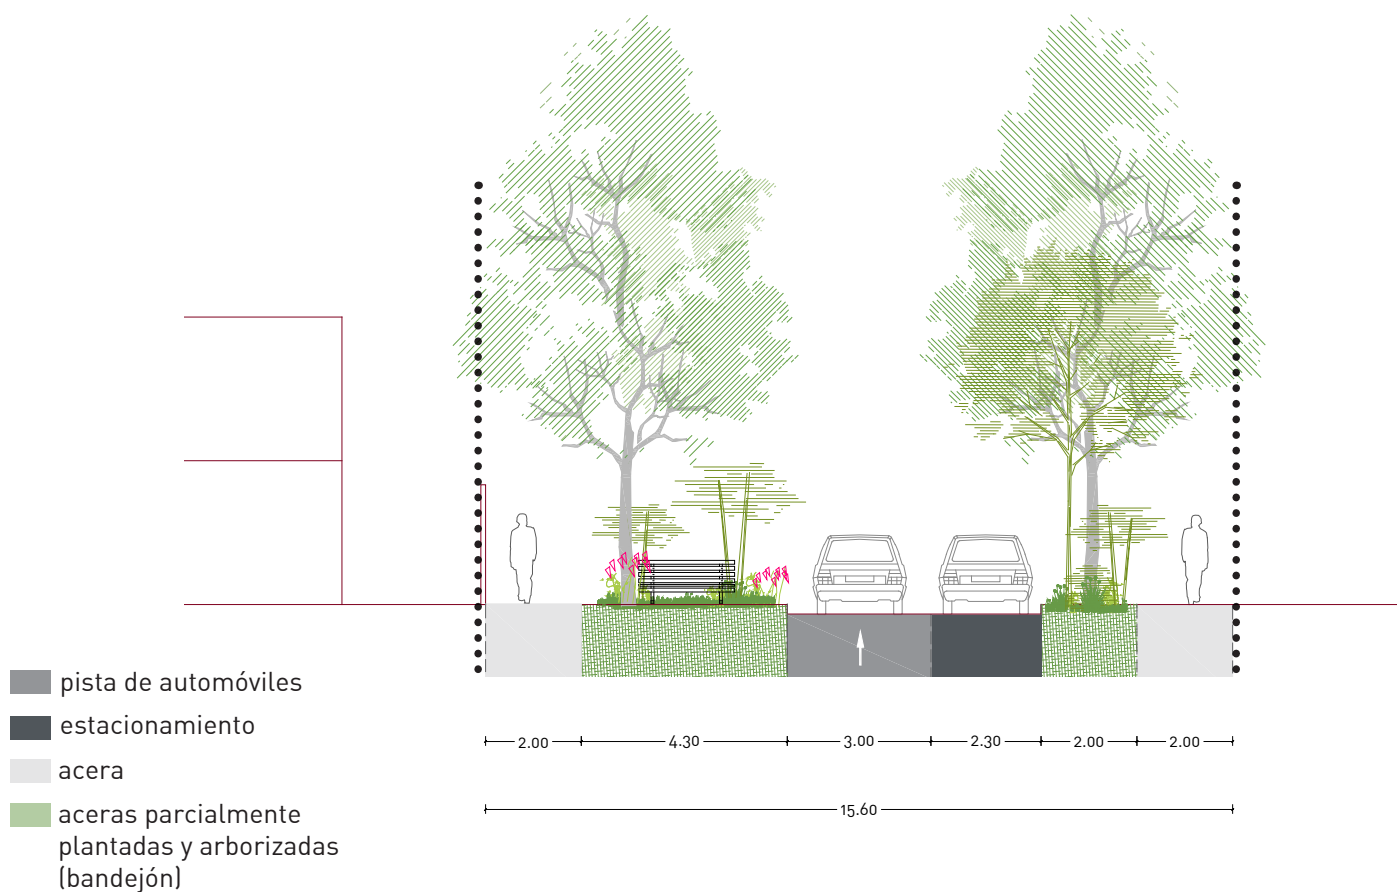 pista de automóviles
estacionamiento
acera
aceras parcialmente
plantadas y arborizadas
(bandejón)
2.00 4.30 3.00 2.30 2.00 2.00
15.60